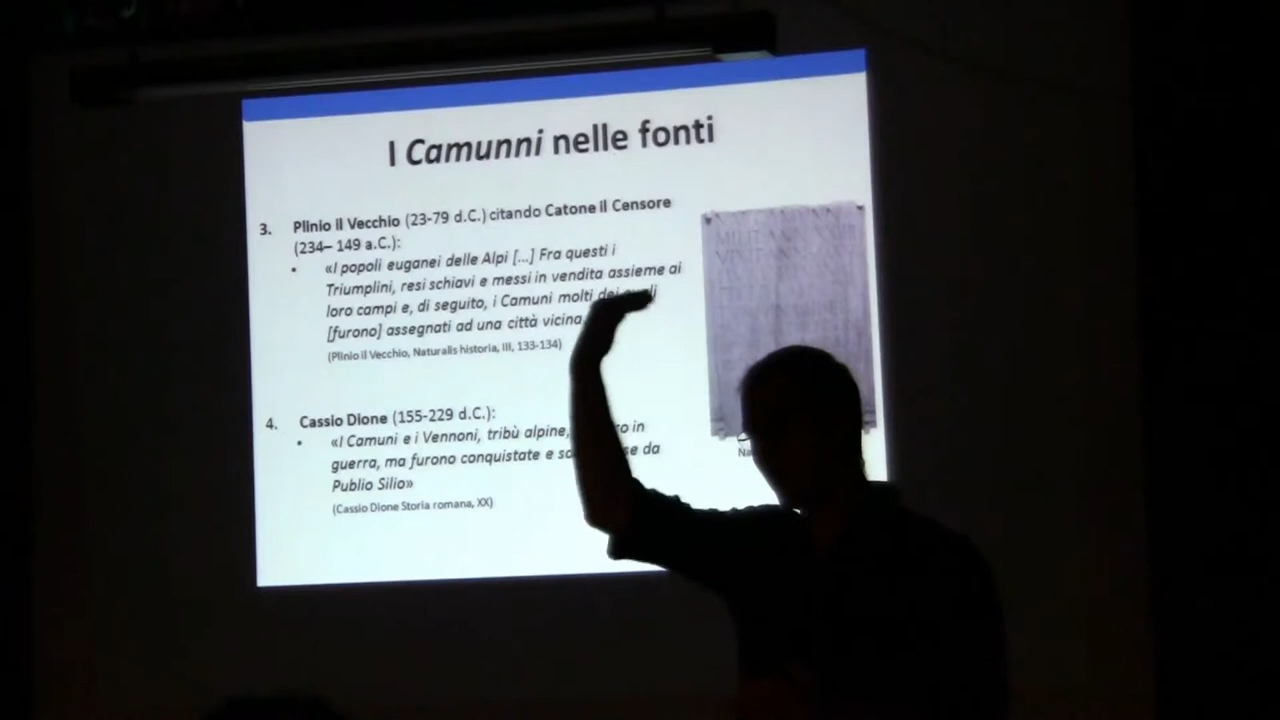 I Camunni nelle fonti
3. Plinio il Vecchio (23-79 d.C.) citando Catone il Censore
(234– 149 a.C.):
• «I popoli euganei delle Alpi [...] Fra questi i
Triumplini, resi schiavi e messi in vendita assieme ai
loro campi e, di seguito, i Camuni molti dei
[furono] assegnati ad una città vicina
(Plinio il Vecchio, Naturalis historia, III, 133-134)
4. Cassio Dione (155-229 d.C.):
• «I Camuni e i Vennoni, tribù alpine, in
guerra, ma furono conquistate e da
Publio Silio»
(Cassio Dione Storia romana, XX)